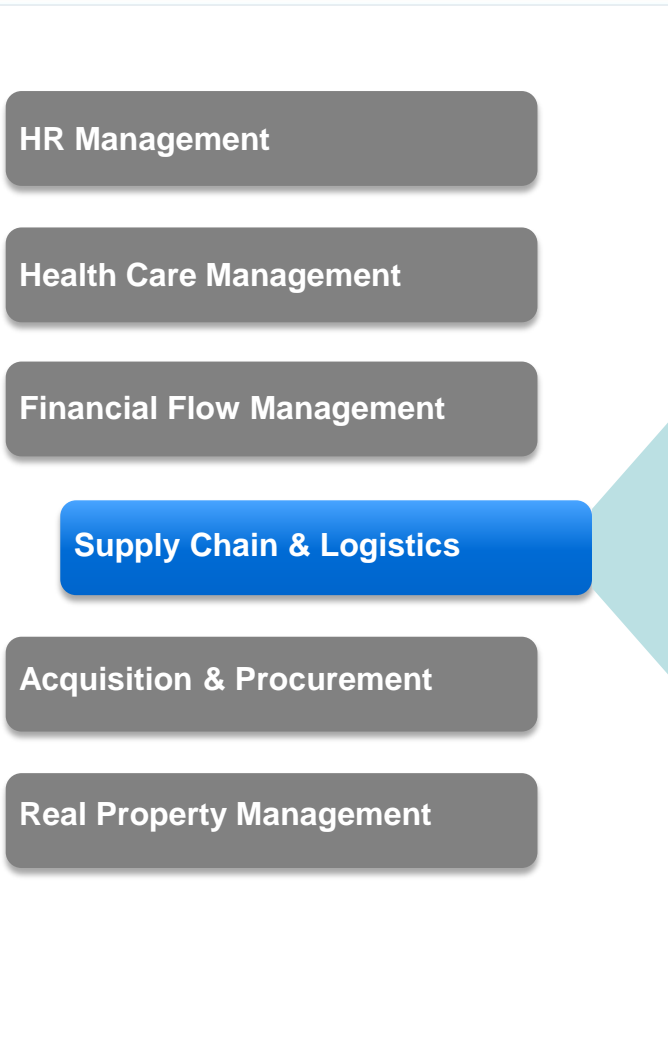 HR Management
Health Care Management
Financial Flow Management
Supply Chain & Logistics
Acquisition & Procurement
Real Property Management